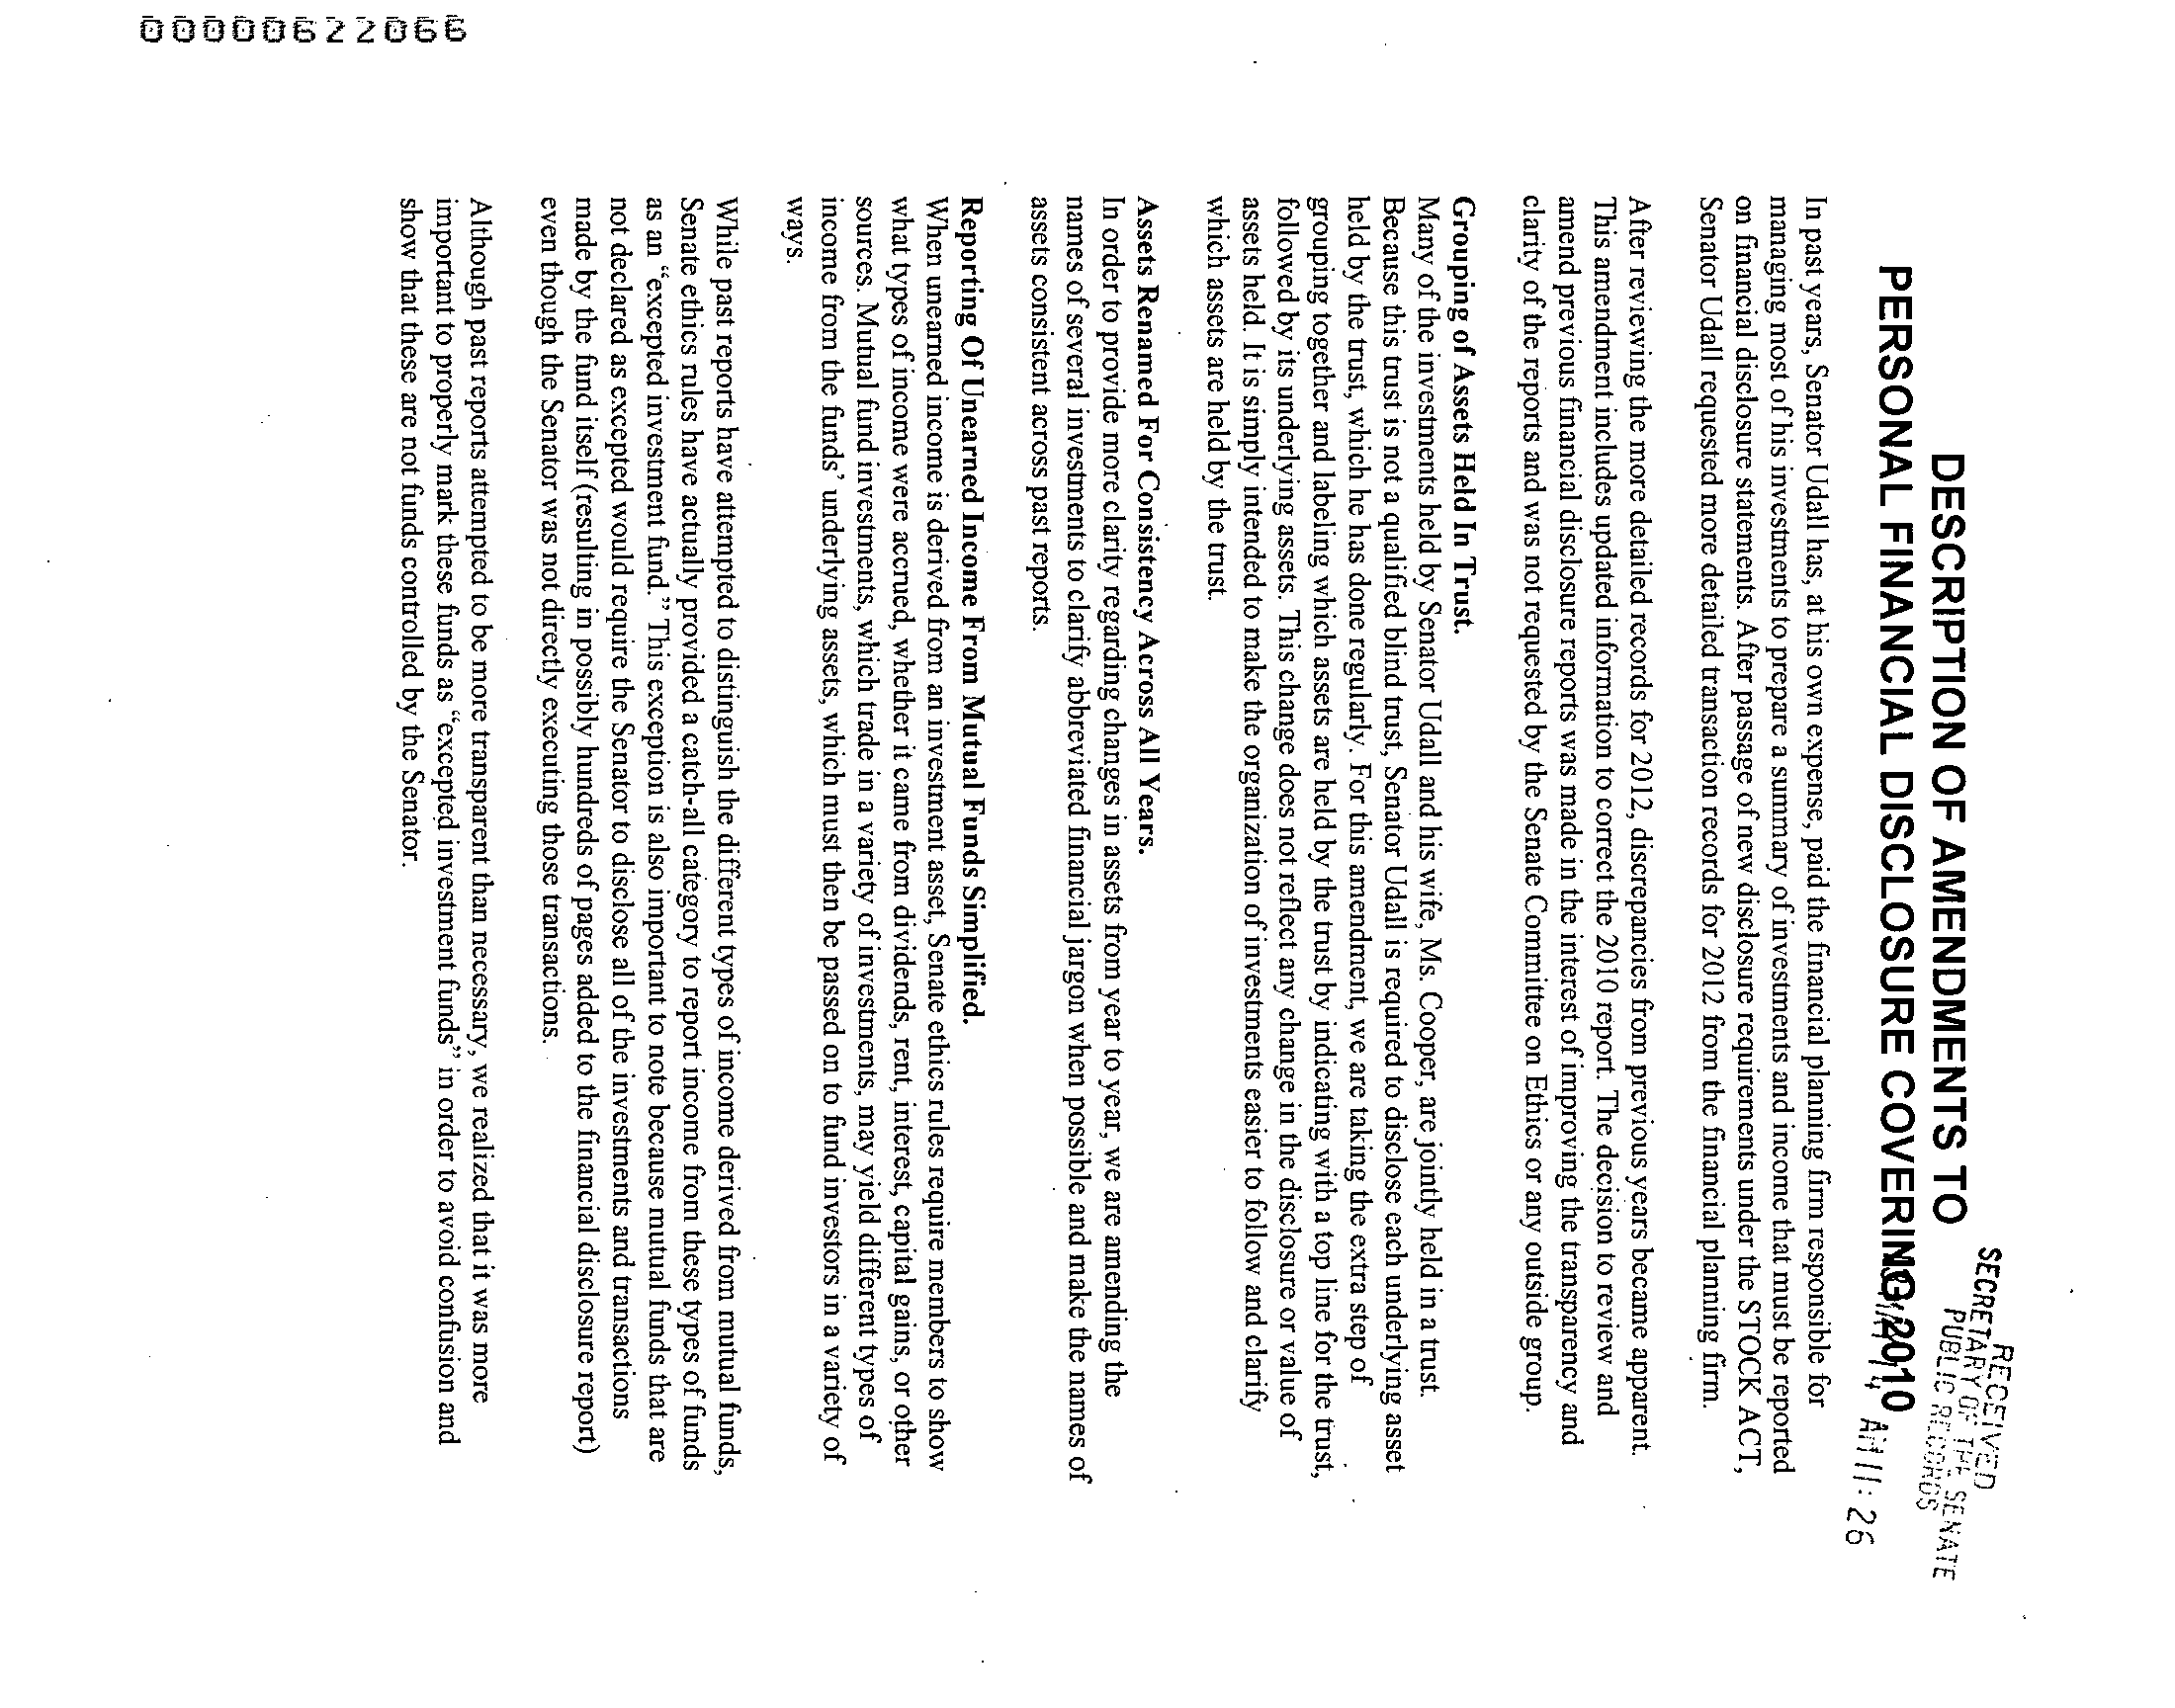 00000622066
RECEIVED
SECRETARY OF THE SENATE
PUBLIC RECORDS
AM 11:26
DESCRIPTION OF AMENDMENTS TO
PERSONAL FINANCIAL DISCLOSURE COVERING 2010
In past years, Senator Udall has, at his own expense, paid the financial planning firm responsible for
managing most of his investments to prepare a summary of investments and income that must be reported
on financial disclosure statements. After passage of new disclosure requirements under the STOCK ACT,
Senator Udall requested more detailed transaction records for 2012 from the financial planning firm.
After reviewing the more detailed records for 2012, discrepancies from previous years became apparent.
This amendment includes updated information to correct the 2010 report. The decision to review and
amend previous financial disclosure reports was made in the interest of improving the transparency and
clarity of the reports and was not requested by the Senate Committee on Ethics or any outside group.
Grouping of Assets Held In Trust.
Many of the investments held by Senator Udall and his wife, Ms. Cooper, are jointly held in a trust.
Because this trust is not a qualified blind trust, Senator Udall is required to disclose each underlying asset
held by the trust, which he has done regularly. For this amendment, we are taking the extra step of
grouping together and labeling which assets are held by the trust by indicating with a top line for the trust,
followed by its underlying assets. This change does not reflect any change in the disclosure or value of
assets held. It is simply intended to make the organization of investments easier to follow and clarify
which assets are held by the trust.
Assets Renamed For Consistency Across All Years.
In order to provide more clarity regarding changes in assets from year to year, we are amending the
names of several investments to clarify abbreviated financial jargon when possible and make the names of
assets consistent across past reports.
Reporting Of Unearned Income From Mutual Funds Simplified.
When unearned income is derived from an investment asset, Senate ethics rules require members to show
what types of income were accrued, whether it came from dividends, rent, interest, capital gains, or other
sources. Mutual fund investments, which trade in a variety of investments, may yield different types of
income from the funds' underlying assets, which must then be passed on to fund investors in a variety of
ways.
While past reports have attempted to distinguish the different types of income derived from mutual funds,
Senate ethics rules have actually provided a catch-all category to report income from these types of funds
as an "excepted investment fund." This exception is also important to note because mutual funds that are
not declared as excepted would require the Senator to disclose all of the investments and transactions
made by the fund itself (resulting in possibly hundreds of pages added to the financial disclosure report)
even though the Senator was not directly executing those transactions.
Although past reports attempted to be more transparent than necessary, we realized that it was more
important to properly mark these funds as "excepted investment funds" in order to avoid confusion and
show that these are not funds controlled by the Senator.